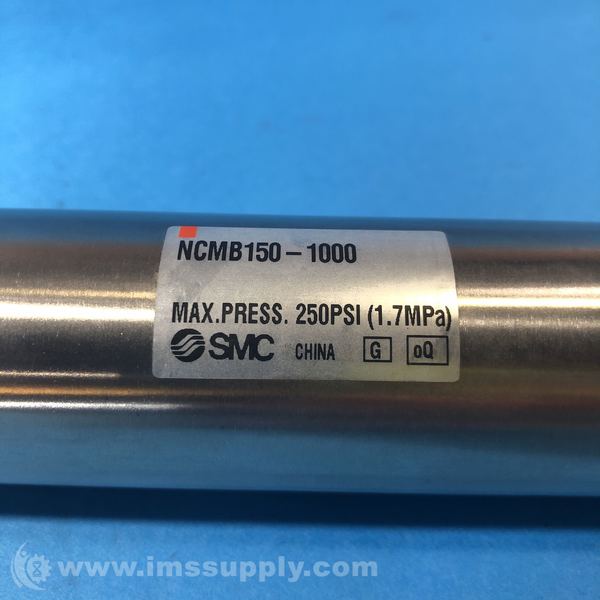 NCMB150-1000
MAX.PRESS. 250PSI (1.7MPa)
SMC CHINA G oQ
www.imssupply.com